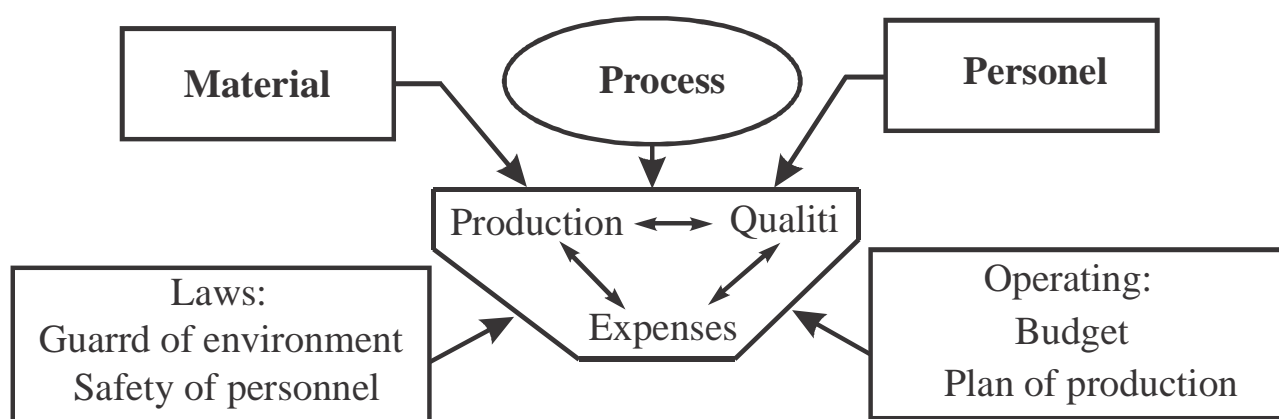 Material
Process
Personel
Production
Qualiti
Expenses
Laws:
Guarrd of environment
Safety of personnel
Operating:
Budget
Plan of production